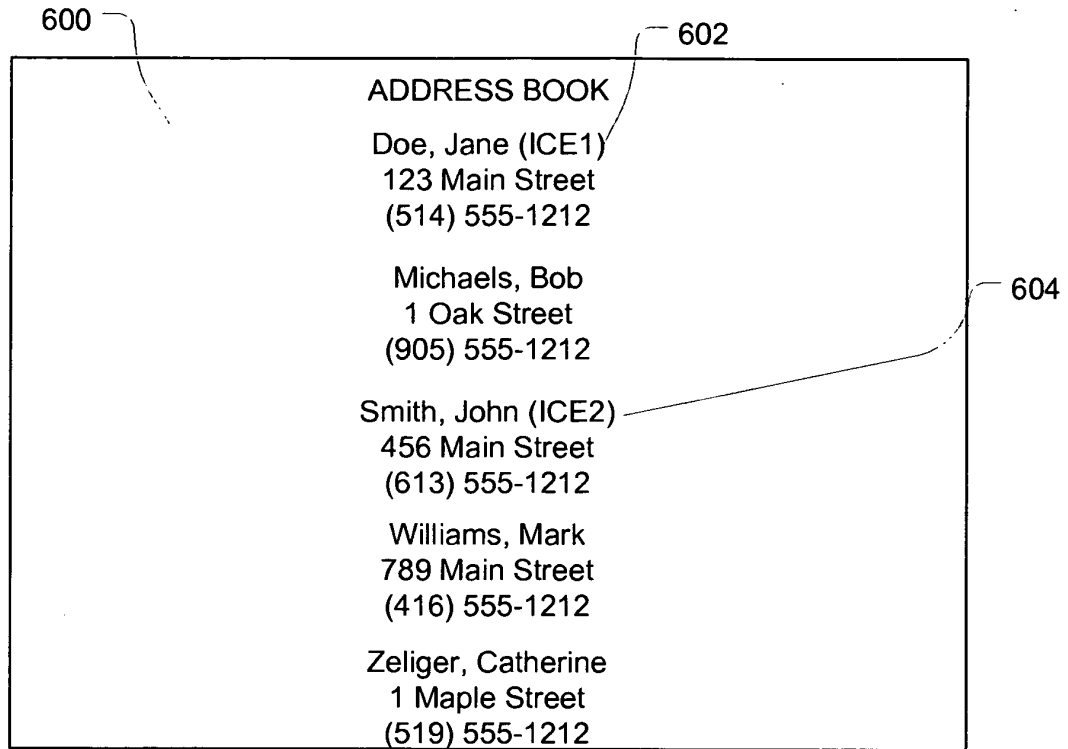 600
602
ADDRESS BOOK
Doe, Jane (ICE1)
123 Main Street
(514) 555-1212
Michaels, Bob
1 Oak Street
(905) 555-1212
604
Smith, John (ICE2)
456 Main Street
(613) 555-1212
Williams, Mark
789 Main Street
(416) 555-1212
Zeliger, Catherine
1 Maple Street
(519) 555-1212